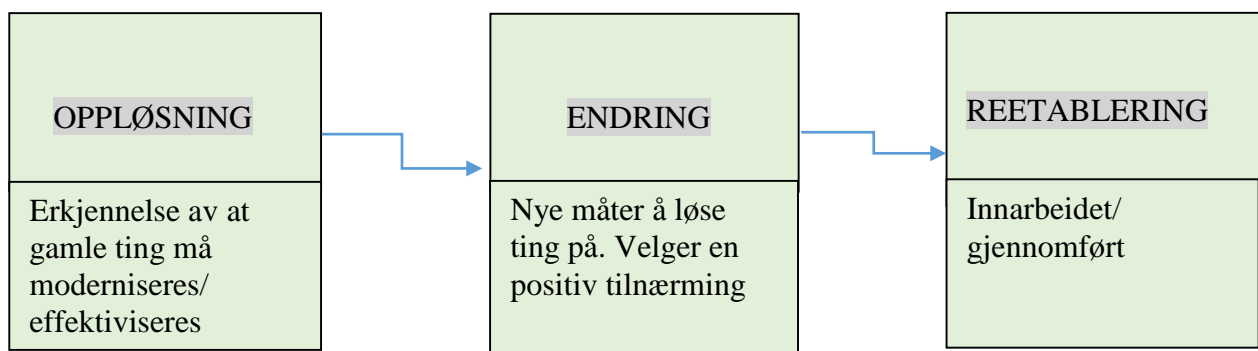 OPPLØSNING
Erkjennelse av at
gamle ting må
moderniseres/
effektiviseres
ENDRING
Nye måter å løse
ting på. Velger en
positiv tilnærming
REETABLERING
Innarbeidet/
gjennomført